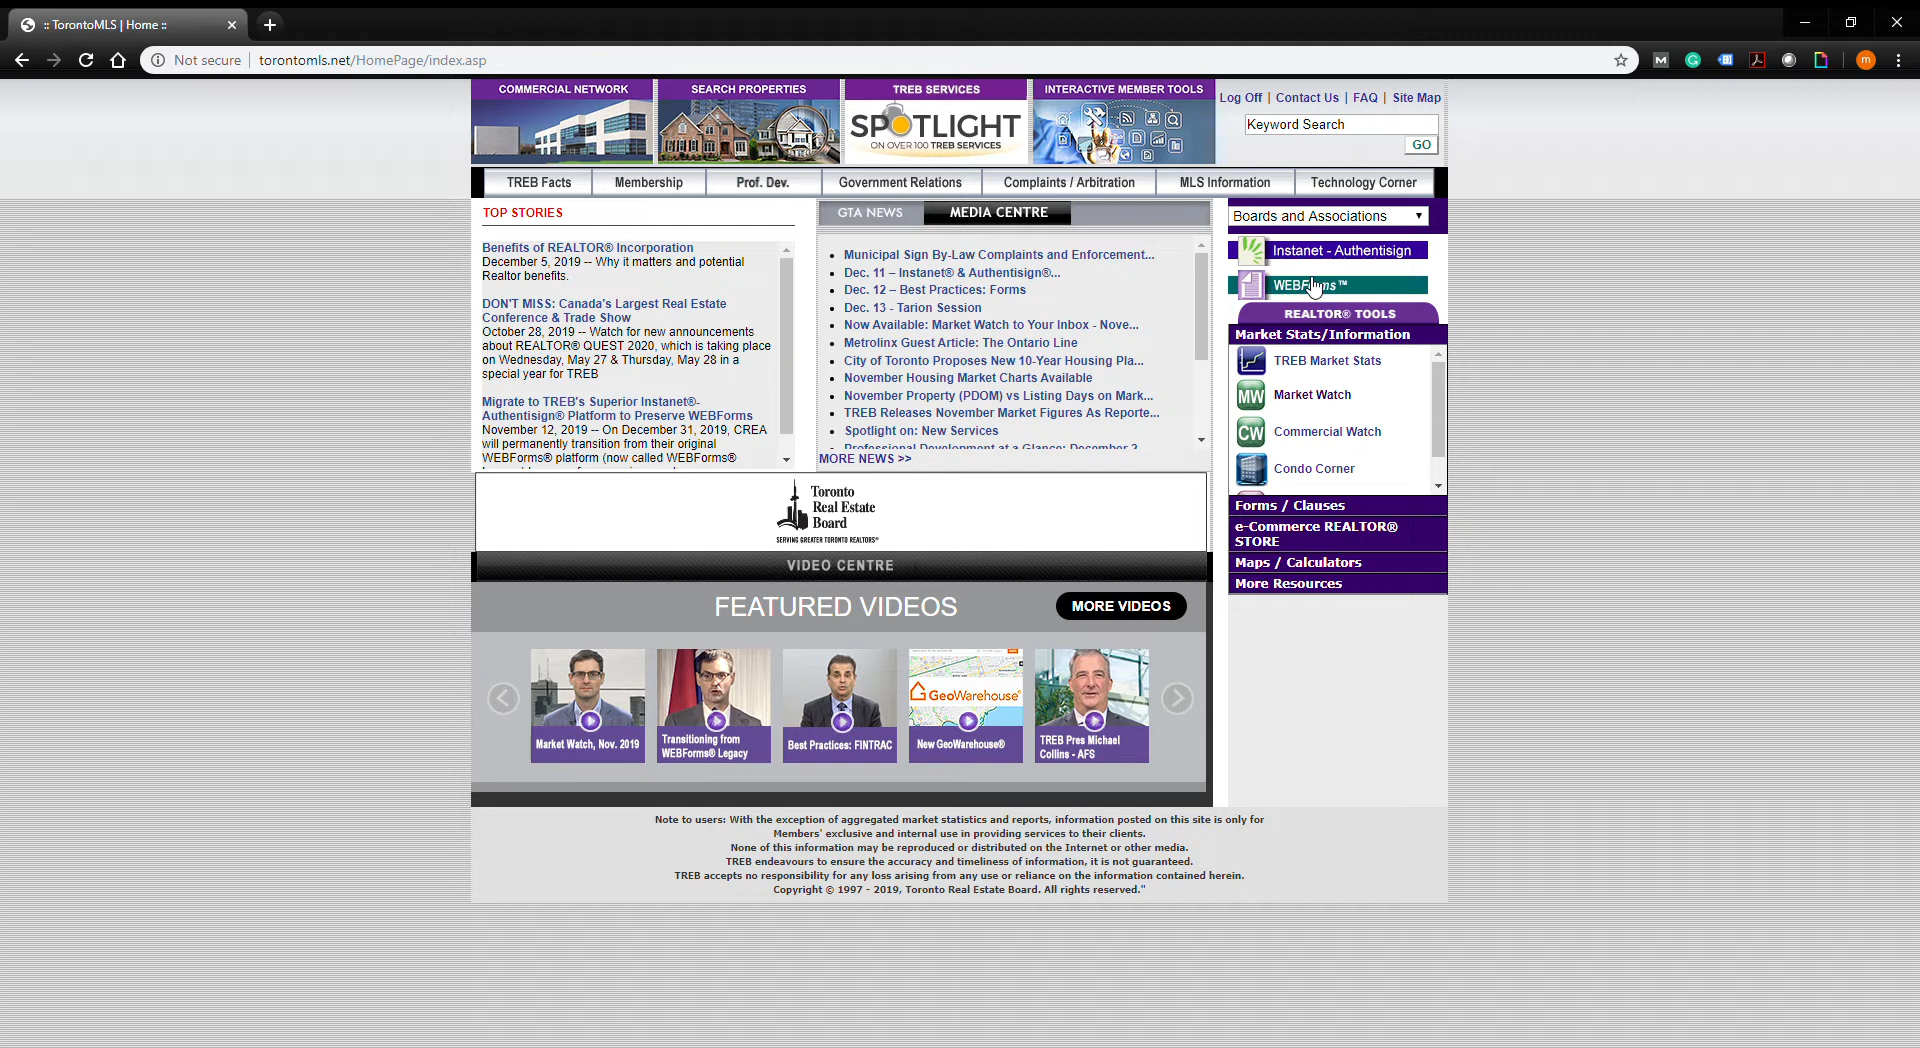 :: TorontoMLS | Home ::
Not secure
torontomls.net/HomePage/index.asp
m
COMMERCIAL NETWORK
SEARCH PROPERTIES
TREB SERVICES
SPOTLIGHT
ON OVER 100 TREB SERVICES
INTERACTIVE MEMBER TOOLS
Log Off | Contact Us | FAQ | Site Map
Keyword Search
GO
TREB Facts
Membership
Prof. Dev.
Government Relations
Complaints / Arbitration
MLS Information
Technology Corner
TOP STORIES
Benefits of REALTOR® Incorporation
December 5, 2019 -- Why it matters and potential
Realtor benefits.
DON'T MISS: Canada's Largest Real Estate
Conference & Trade Show
October 28, 2019 -- Watch for new announcements
about REALTOR® QUEST 2020, which is taking place
on Wednesday, May 27 & Thursday, May 28 in a
special year for TREB
Migrate to TREB's Superior Instanet®-
Authentisign® Platform to Preserve WEBForms
November 12, 2019 -- On December 31, 2019, CREA
will permanently transition from their original
WEBForms® platform (now called WEBForms®
GTA NEWS
MEDIA CENTRE
Municipal Sign By-Law Complaints and Enforcement...
Dec. 11 – Instanet® & Authentisign®...
Dec. 12 – Best Practices: Forms
Dec. 13 - Tarion Session
Now Available: Market Watch to Your Inbox - Nove...
Metrolinx Guest Article: The Ontario Line
City of Toronto Proposes New 10-Year Housing Pla...
November Housing Market Charts Available
November Property (PDOM) vs Listing Days on Mark...
TREB Releases November Market Figures As Reporte...
Spotlight on: New Services
Professional Development at a Glance: December 2
MORE NEWS >>
Boards and Associations
Instanet - Authentisign
WEBForms™
REALTOR® TOOLS
Market Stats/Information
TREB Market Stats
MW Market Watch
CW Commercial Watch
Condo Corner
Forms / Clauses
e-Commerce REALTOR®
STORE
Maps / Calculators
More Resources
Toronto
Real Estate
Board
SERVING GREATER TORONTO REALTORS®
VIDEO CENTRE
FEATURED VIDEOS
MORE VIDEOS
Market Watch, Nov. 2019
Transitioning from
WEBForms® Legacy
Best Practices: FINTRAC
GeoWarehouse®
New GeoWarehouse®
TREB Pres Michael
Collins - AFS
Note to users: With the exception of aggregated market statistics and reports, information posted on this site is only for
Members' exclusive and internal use in providing services to their clients.
None of this information may be reproduced or distributed on the Internet or other media.
TREB endeavours to ensure the accuracy and timeliness of information, it is not guaranteed.
TREB accepts no responsibility for any loss arising from any use or reliance on the information contained herein.
Copyright © 1997 - 2019, Toronto Real Estate Board. All rights reserved."